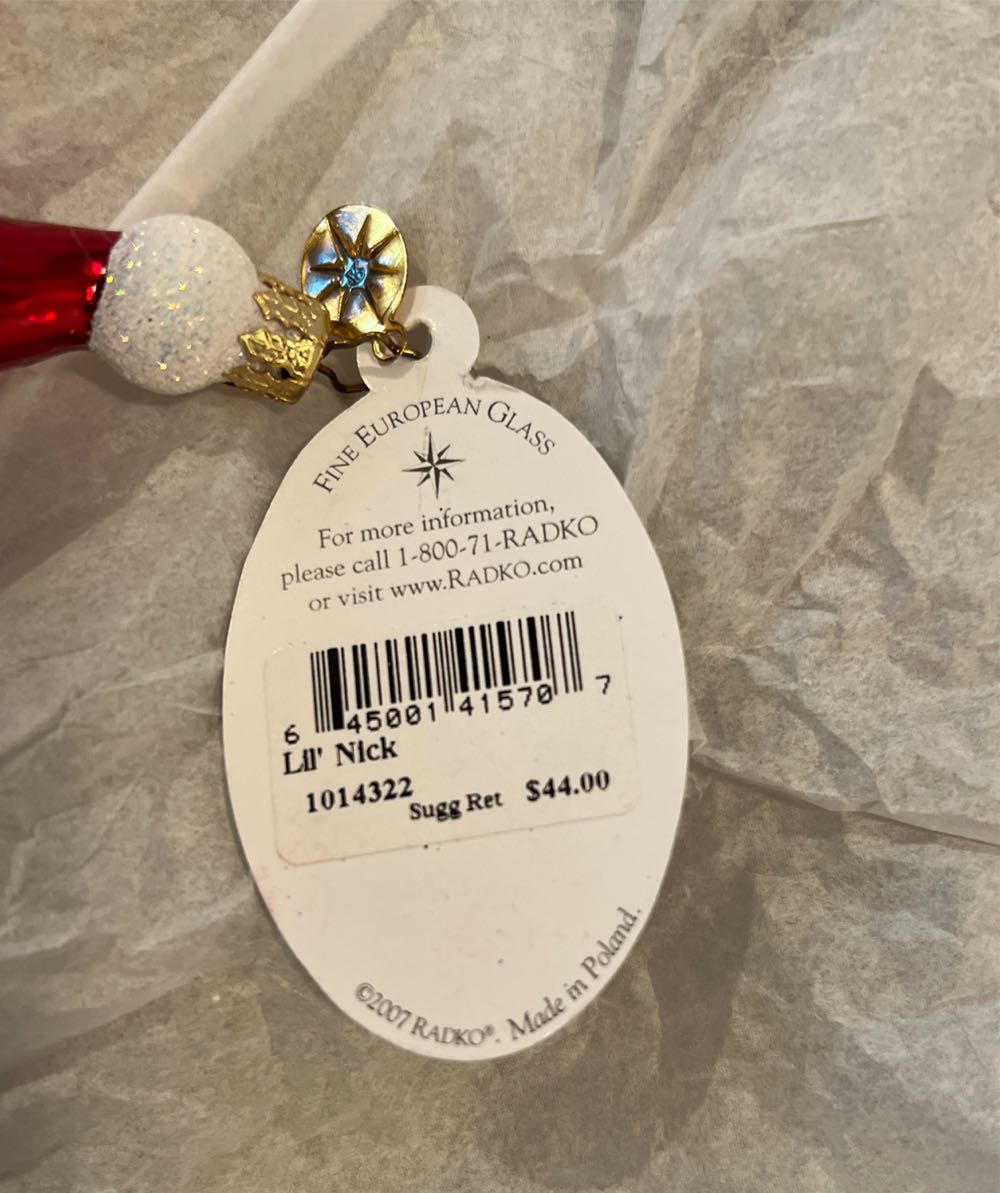 FINE EUROPEAN GLASS
For more information,
please call 1-800-71-RADKO
or visit www.RADKO.com
6 45001 41570 7
Lil' Nick
1014322 Sugg Ret $44.00
©2007 RADKO®. Made in Poland.